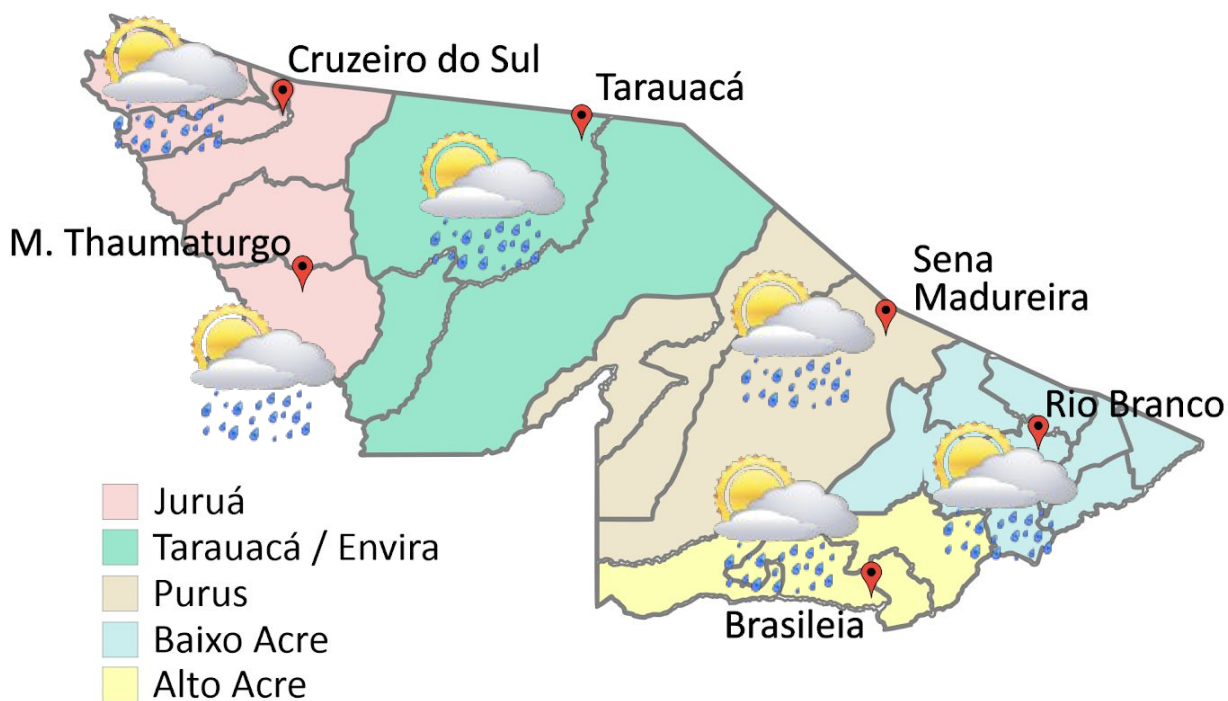 Cruzeiro do Sul
Tarauacá
M. Thaumaturgo
Sena
Madureira
Rio Branco
Brasileia
Juruá
Tarauacá / Envira
Purus
Baixo Acre
Alto Acre